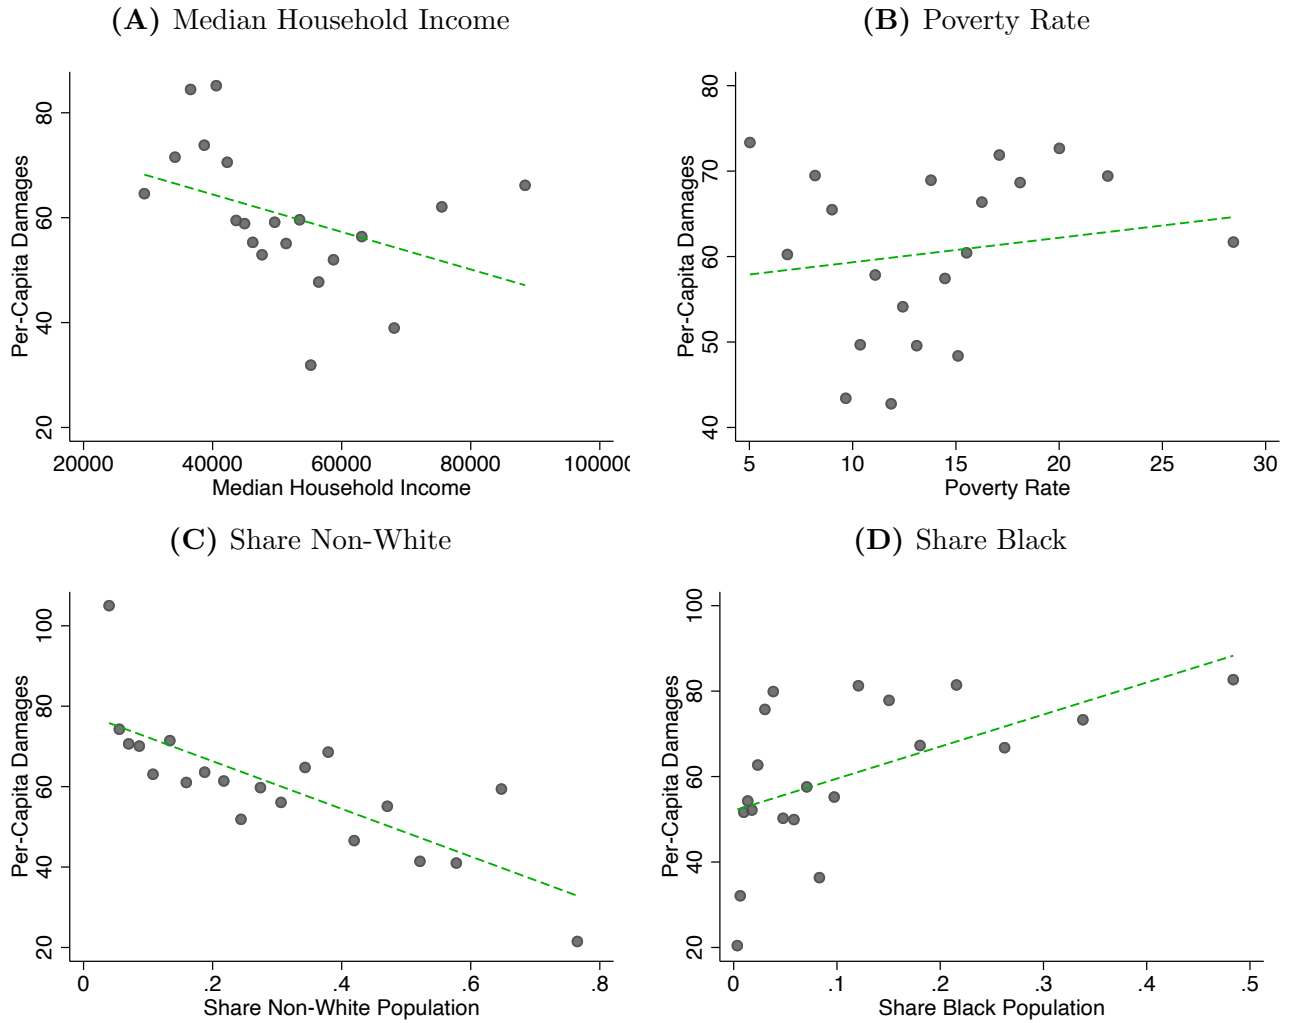 (A) Median Household Income
Per-Capita Damages
80
60
40
20
20000 40000 60000 80000 100000
Median Household Income
(B) Poverty Rate
Per-Capita Damages
80
70
60
50
40
5 10 15 20 25 30
Poverty Rate
(C) Share Non-White
Per-Capita Damages
100
80
60
40
20
0 .2 .4 .6 .8
Share Non-White Population
(D) Share Black
Per-Capita Damages
100
80
60
40
20
0 .1 .2 .3 .4 .5
Share Black Population